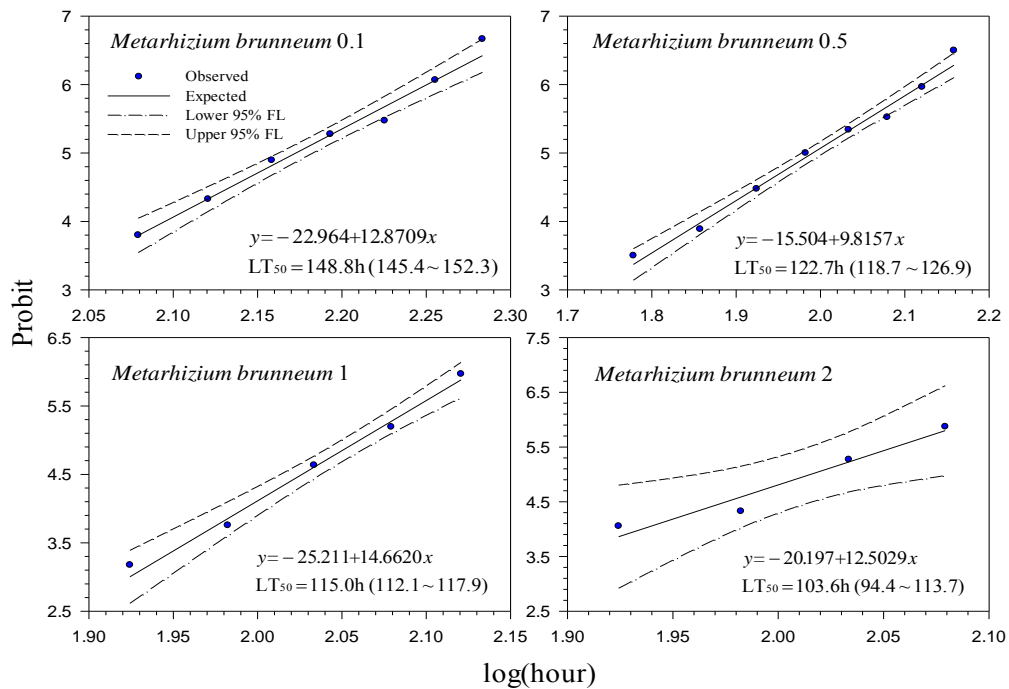 Metarhizium brunneum 0.1
Observed
Expected
Lower 95% FL
Upper 95% FL
y=−22.964+12.8709x
LT50=148.8h (145.4~152.3)
7
6
5
4
3
2.05 2.10 2.15 2.20 2.25 2.30
Metarhizium brunneum 0.5
y=−15.504+9.8157x
LT50=122.7h (118.7~126.9)
7
6
5
4
3
1.7 1.8 1.9 2.0 2.1 2.2
Probit
Metarhizium brunneum 1
y=−25.211+14.6620x
LT50=115.0h (112.1~117.9)
6.5
5.5
4.5
3.5
2.5
1.90 1.95 2.00 2.05 2.10 2.15
Metarhizium brunneum 2
y=−20.197+12.5029x
LT50=103.6h (94.4~113.7)
7.5
6.5
5.5
4.5
3.5
2.5
1.90 1.95 2.00 2.05 2.10
log(hour)